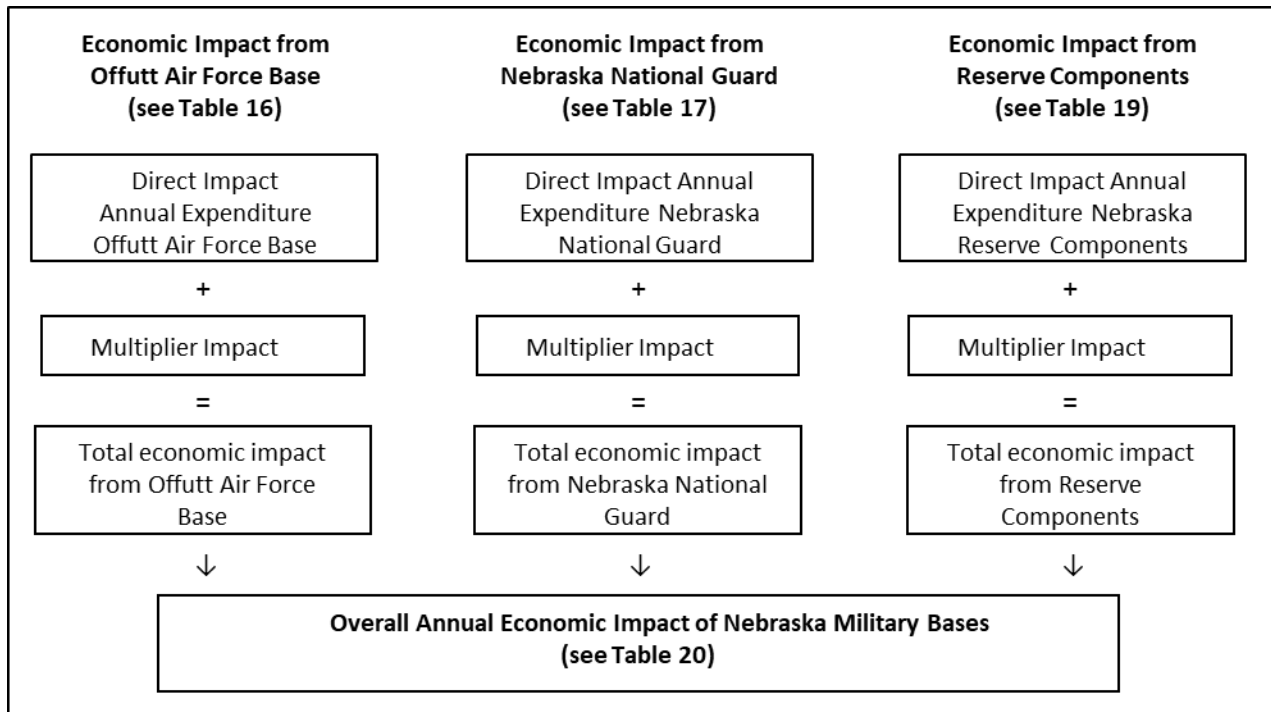 Economic Impact from
Offutt Air Force Base
(see Table 16)
Direct Impact
Annual Expenditure
Offutt Air Force Base
+
Multiplier Impact
=
Total economic impact
from Offutt Air Force
Base
↓
Economic Impact from
Nebraska National Guard
(see Table 17)
Direct Impact Annual
Expenditure Nebraska
National Guard
+
Multiplier Impact
=
Total economic impact
from Nebraska National
Guard
↓
Economic Impact from
Reserve Components
(see Table 19)
Direct Impact Annual
Expenditure Nebraska
Reserve Components
+
Multiplier Impact
=
Total economic impact
from Reserve
Components
↓
Overall Annual Economic Impact of Nebraska Military Bases
(see Table 20)